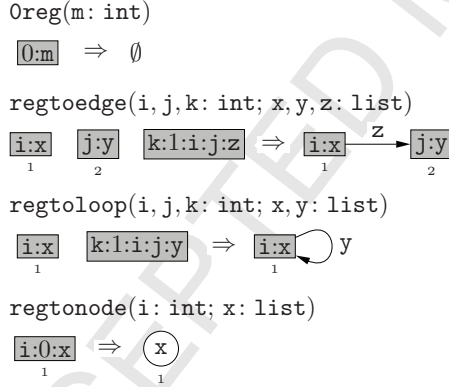 0reg(m: int)
0:m ⇒ ∅
regtoedge(i, j, k: int; x, y, z: list)
i:x j:y k:1:i:j:z ⇒ i:x z j:y
1 2 1 2
regtoloop(i, j, k: int; x, y: list)
i:x k:1:i:j:y ⇒ i:x y
1 1
regtonode(i: int; x: list)
i:0:x ⇒ x
1 1